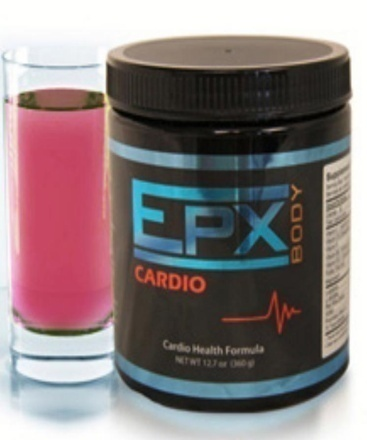 EPX
BODY
CARDIO
Cardio Health Formula
NET WT 12.7 oz (360 g)